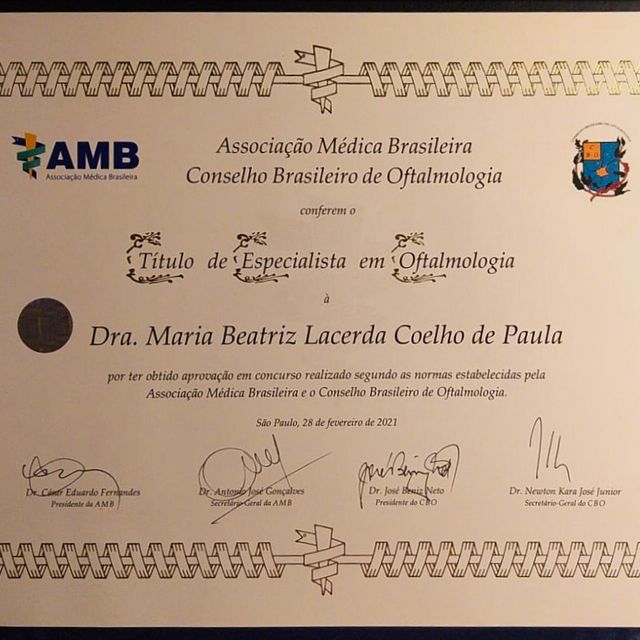 AMB
Associação Médica Brasileira
Associação Médica Brasileira
Conselho Brasileiro de Oftalmologia
conferem o
Título de Especialista em Oftalmologia
à
Dra. Maria Beatriz Lacerda Coelho de Paula
por ter obtido aprovação em concurso realizado segundo as normas estabelecidas pela
Associação Médica Brasileira e o Conselho Brasileiro de Oftalmologia.
São Paulo, 28 de fevereiro de 2021
Dr. César Eduardo Fernandes
Presidente da AMB
Dr. Antonio José Gonçalves
Secretário-Geral da AMB
Dr. José Beniz Neto
Presidente do CBO
Dr. Newton Kara José Junior
Secretário-Geral do CBO